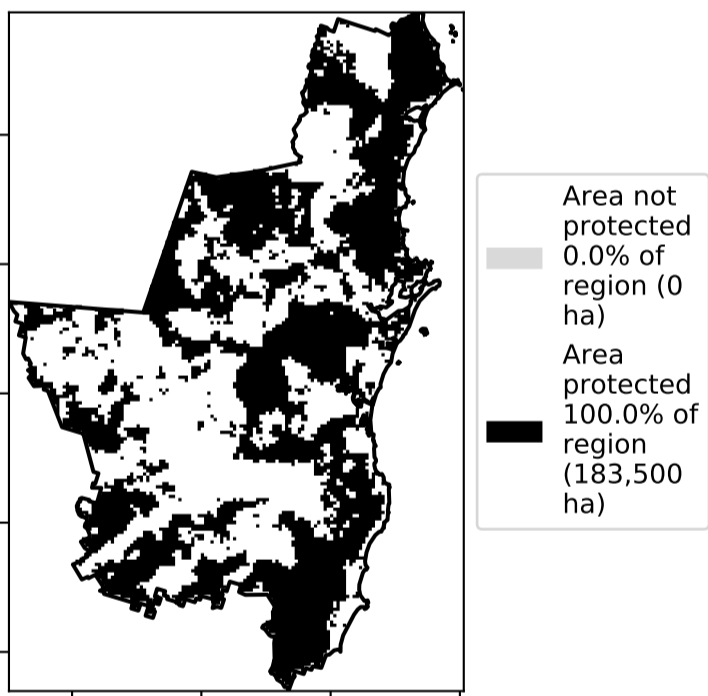 Area not
protected
0.0% of
region (0
ha)
Area
protected
100.0% of
region
(183,500
ha)